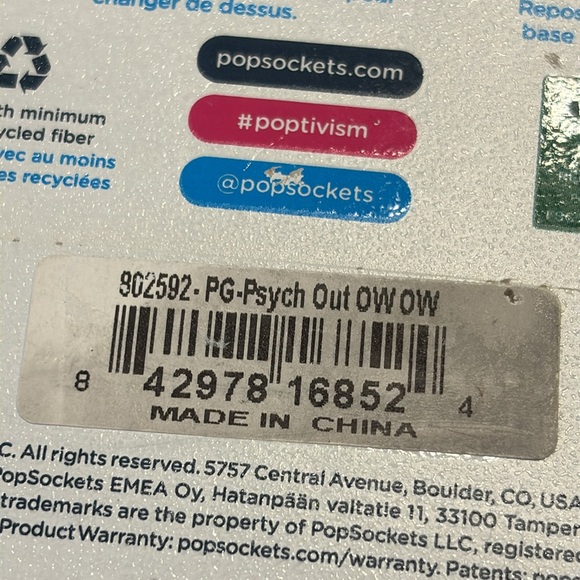 changer de dessus.
Repos
base
popsockets.com
#poptivism
@popsockets
th minimum
ycled fiber
vec au moins
es recyclées
802592- PG-Psych Out OW OW
8 42978 16852 4
MADE IN CHINA
C. All rights reserved. 5757 Central Avenue, Boulder, CO, USA
PopSockets EMEA Oy, Hatanpään valtatie 11, 33100 Tamper
trademarks are the property of PopSockets LLC, registered
Product Warranty: popsockets.com/warranty. Patents: pop